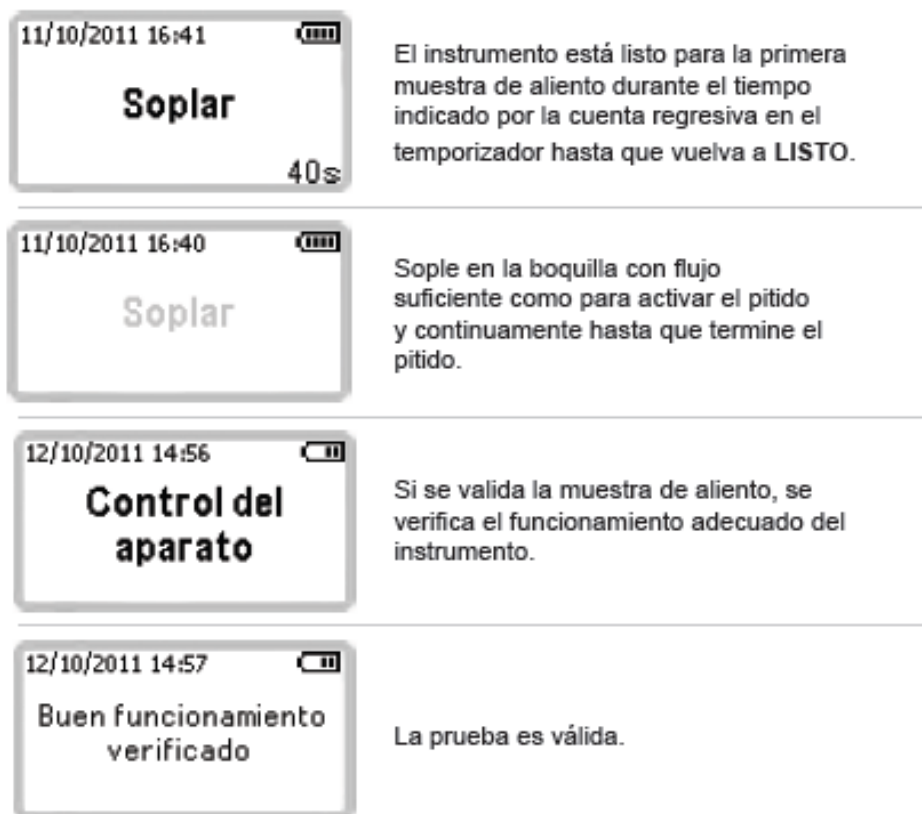 11/10/2011 16:41
Soplar
40s
El instrumento está listo para la primera
muestra de aliento durante el tiempo
indicado por la cuenta regresiva en el
temporizador hasta que vuelva a LISTO.
11/10/2011 16:40
Soplar
Sople en la boquilla con flujo
suficiente como para activar el pitido
y continuamente hasta que termine el
pitido.
12/10/2011 14:56
Control del
aparato
Si se valida la muestra de aliento, se
verifica el funcionamiento adecuado del
instrumento.
12/10/2011 14:57
Buen funcionamiento
verificado
La prueba es válida.